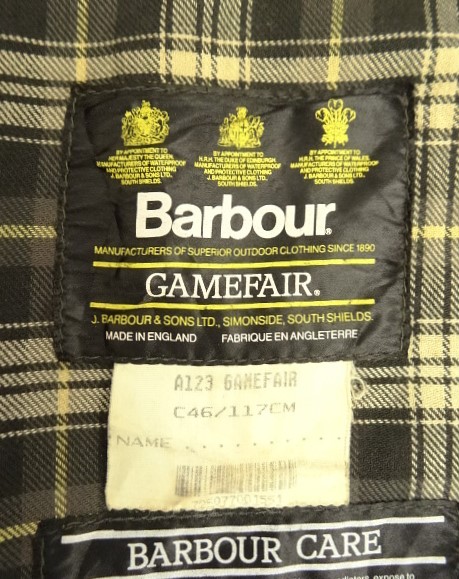 BY APPOINTMENT TO
HER MAJESTY THE QUEEN
MANUFACTURERS OF WATERPROOF
AND PROTECTIVE CLOTHING
J. BARBOUR & SONS LTD.,
SOUTH SHIELDS.
BY APPOINTMENT TO
H.R.H. THE DUKE OF EDINBURGH
MANUFACTURERS OF WATERPROOF
AND PROTECTIVE CLOTHING
J. BARBOUR & SONS LTD.,
SOUTH SHIELDS.
BY APPOINTMENT TO
H.R.H. THE PRINCE OF WALES
MANUFACTURERS OF WATERPROOF
AND PROTECTIVE CLOTHING
J. BARBOUR & SONS LTD.,
SOUTH SHIELDS.
Barbour®
MANUFACTURERS OF SUPERIOR OUTDOOR CLOTHING SINCE 1890
GAMEFAIR®
J. BARBOUR & SONS LTD., SIMONSIDE, SOUTH SHIELDS.
MADE IN ENGLAND FABRIQUE EN ANGLETERRE
A123 GAMEFAIR
C46/117CM
NAME ..........
BARBOUR CARE
expose to